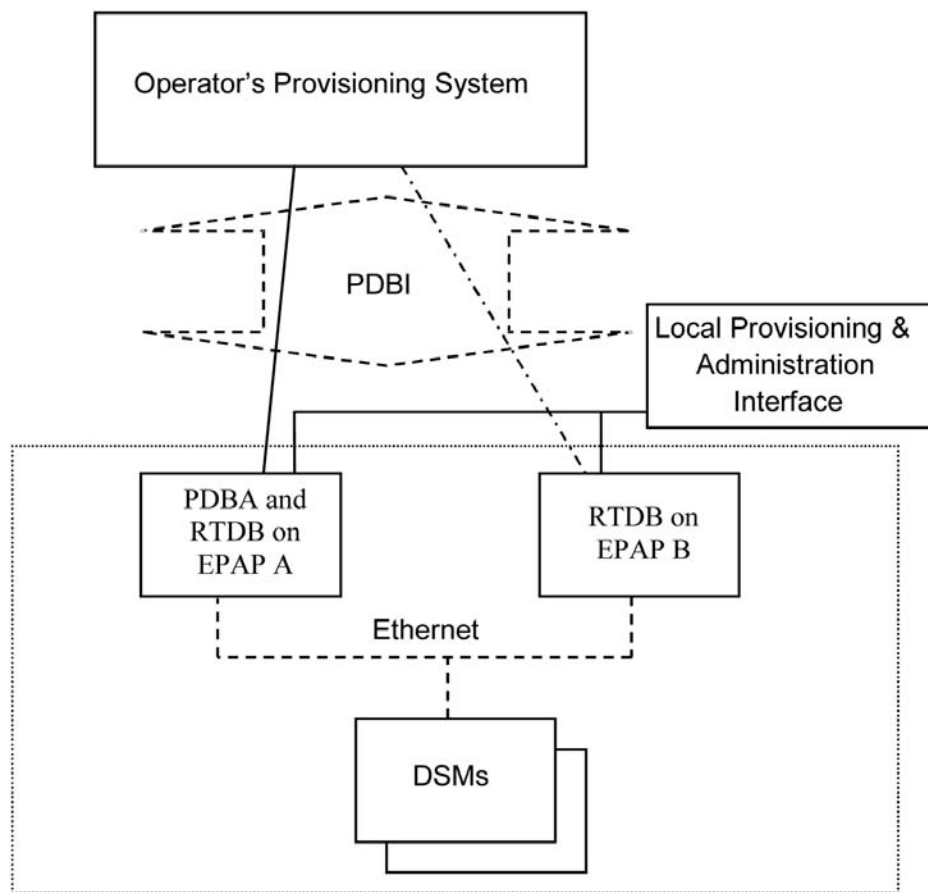 Operator’s Provisioning System
PDBI
Local Provisioning &
Administration
Interface
PDBA and
RTDB on
EPAP A
RTDB on
EPAP B
Ethernet
DSMs